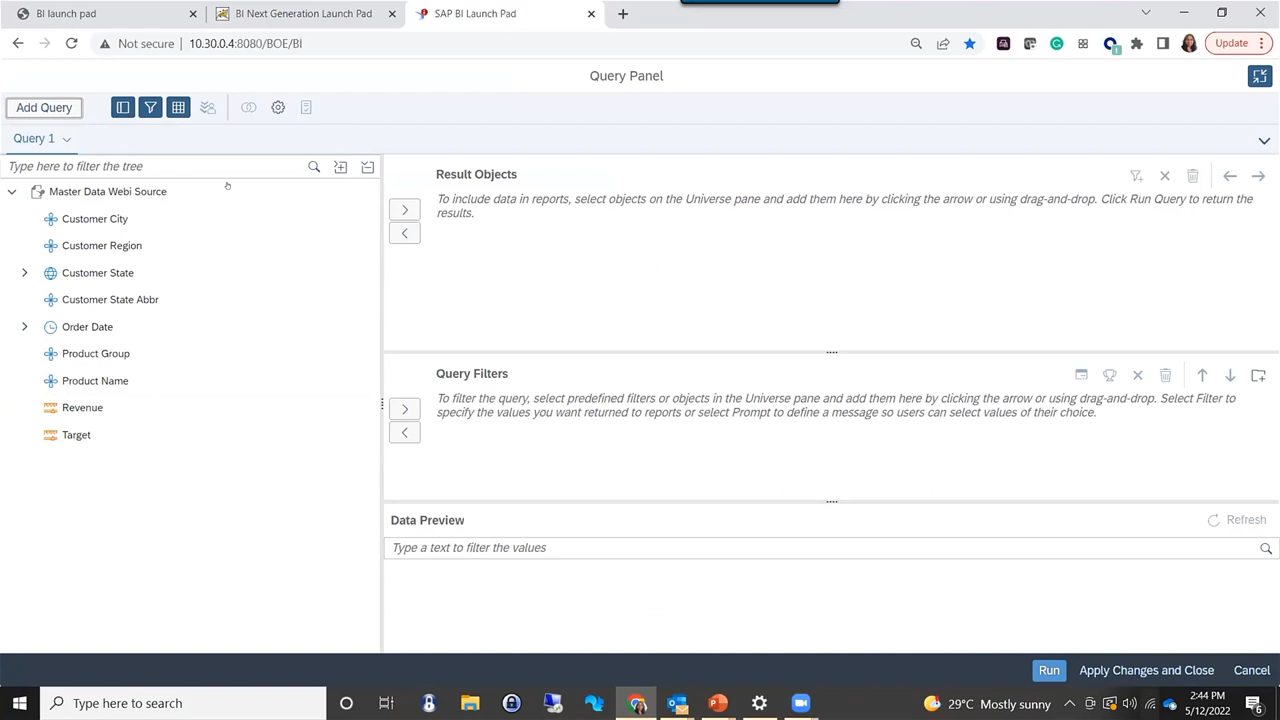 BI launch pad
BI Next Generation Launch Pad
SAP BI Launch Pad
Not secure
10.30.0.4:8080/BOE/BI
Update
Query Panel
Add Query
Query 1
Type here to filter the tree
Master Data Webi Source
Customer City
Customer Region
Customer State
Customer State Abbr
Order Date
Product Group
Product Name
Revenue
Target
Result Objects
To include data in reports, select objects on the Universe pane and add them here by clicking the arrow or using drag-and-drop. Click Run Query to return the
results.
Query Filters
To filter the query, select predefined filters or objects in the Universe pane and add them here by clicking the arrow or using drag-and-drop. Select Filter to
specify the values you want returned to reports or select Prompt to define a message so users can select values of their choice.
Data Preview
Refresh
Type a text to filter the values
Run
Apply Changes and Close
Cancel
Type here to search
29°C Mostly sunny
2:44 PM
5/12/2022
6